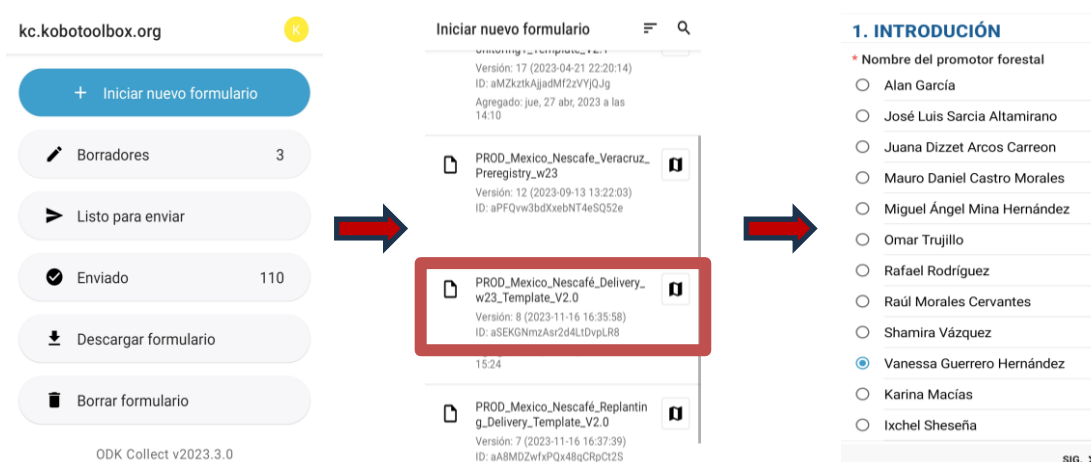 kc.kobotoolbox.org
K
+ Iniciar nuevo formulario
Borradores 3
Listo para enviar
Enviado 110
Descargar formulario
Borrar formulario
ODK Collect v2023.3.0
Iniciar nuevo formulario
Versión: 17 (2023-04-21 22:20:14)
ID: aMZkztkAjjadMf2zVYjQJg
Agregado: jue, 27 abr, 2023 a las
14:10
PROD_Mexico_Nescafe_Veracruz_
Preregistry_w23
Versión: 12 (2023-09-13 13:22:03)
ID: aPFQvw3bdXxebNT4eSQ52e
PROD_Mexico_Nescafé_Delivery_
w23_Template_V2.0
Versión: 8 (2023-11-16 16:35:58)
ID: aSEKGNmzAsr2d4LtDvpLR8
15:24
PROD_Mexico_Nescafé_Replantin
g_Delivery_Template_V2.0
Versión: 7 (2023-11-16 16:37:39)
ID: aA8MDZwfxPQx48qCRpCt2S
1. INTRODUCIÓN
* Nombre del promotor forestal
Alan García
José Luis Sarcia Altamirano
Juana Dizzet Arcos Carreon
Mauro Daniel Castro Morales
Miguel Ángel Mina Hernández
Omar Trujillo
Rafael Rodríguez
Raúl Morales Cervantes
Shamira Vázquez
Vanessa Guerrero Hernández
Karina Macías
Ixchel Sheseña
SIG.